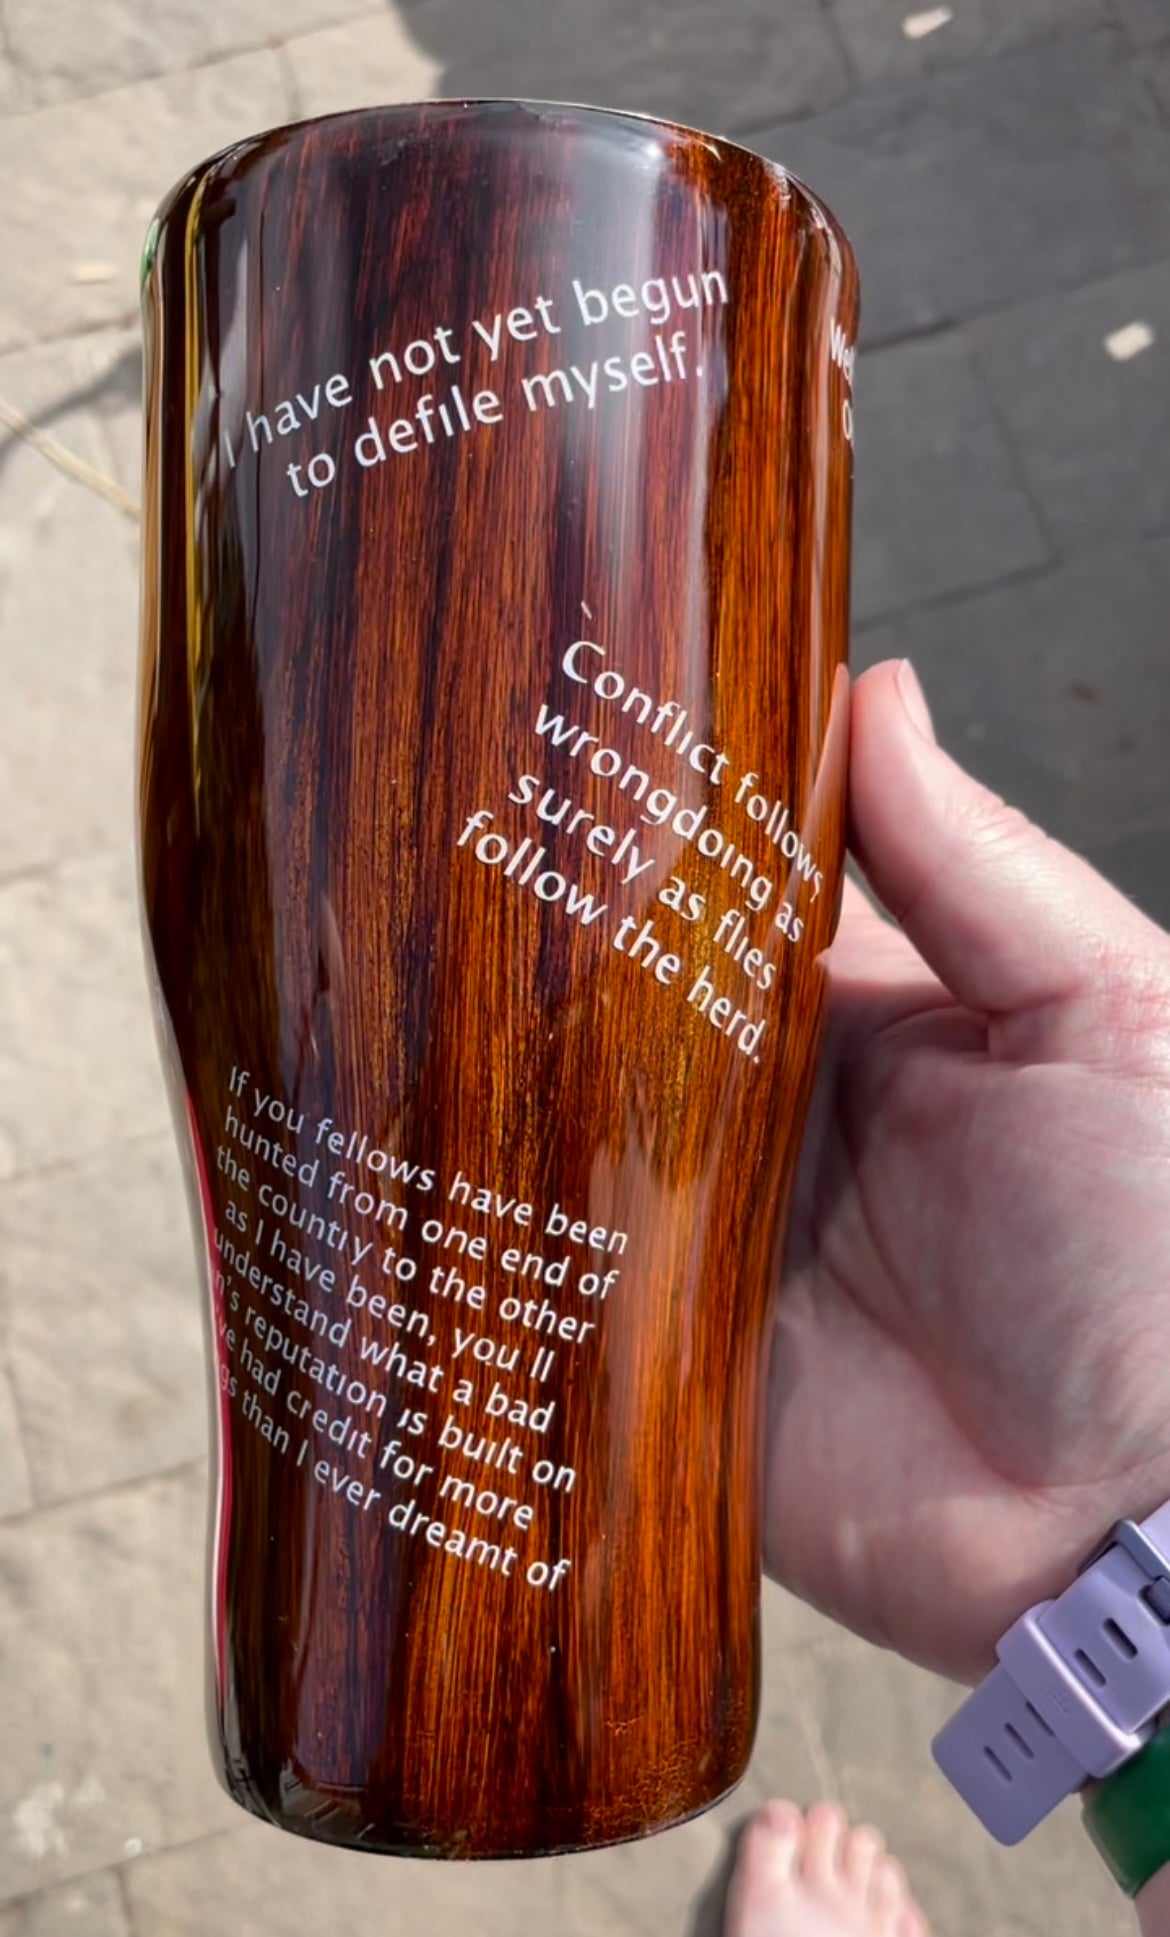 I have not yet begun
to defile myself.
Conflict follows
wrongdoing as
surely as flies
follow the herd.
If you fellows have been
hunted from one end of
the country to the other
as I have been, you ll
understand what a bad
reputation is built on
had credit for more
than I ever dreamt of